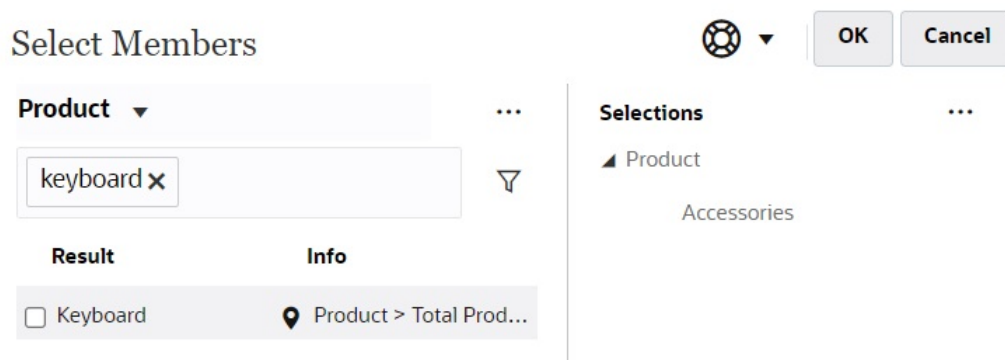 Select Members
OK
Cancel
Product
...
Selections
...
keyboard
Product
Accessories
Result
Info
Keyboard
Product > Total Prod...